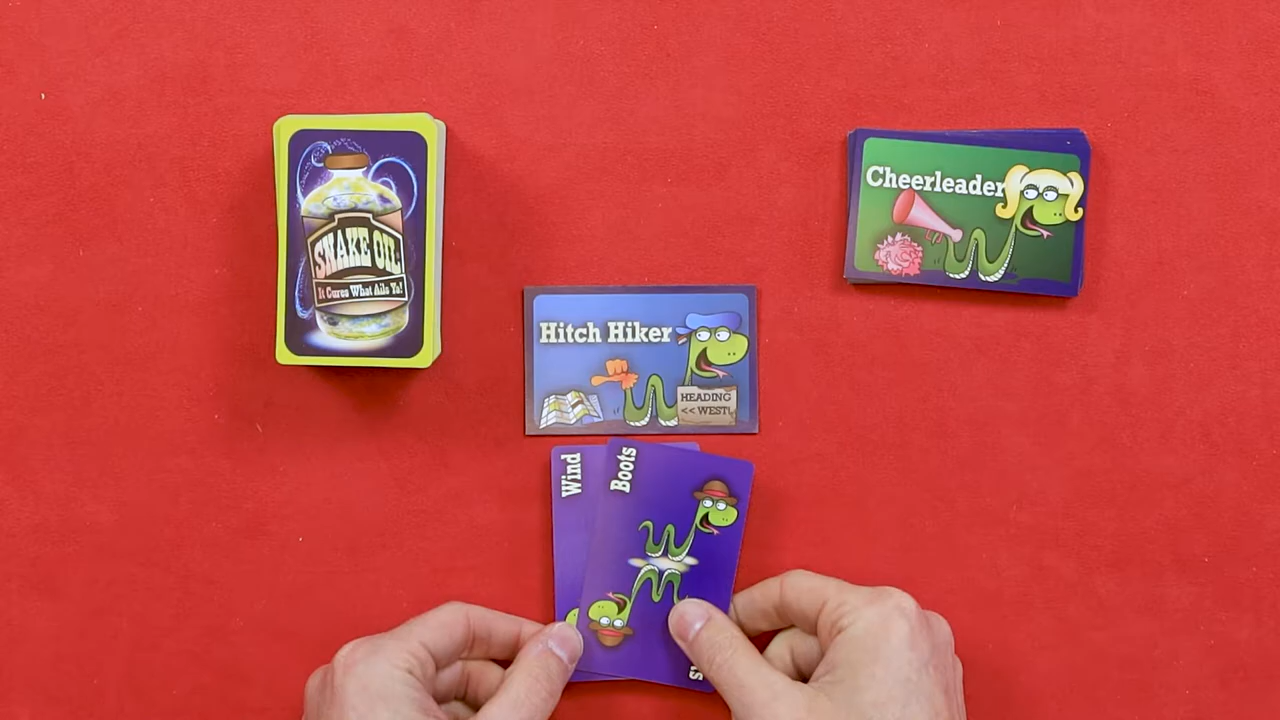 SNAKE OIL
It Cures What Ails Ya!
Cheerleader
Hitch Hiker
HEADING
<< WEST!
Wind
Boots